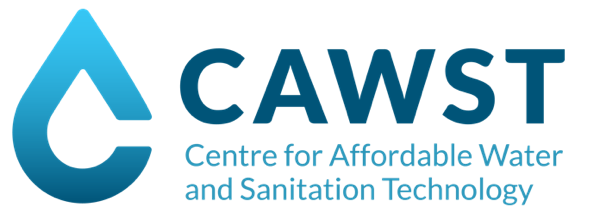 CAWST
Centre for Affordable Water
and Sanitation Technology